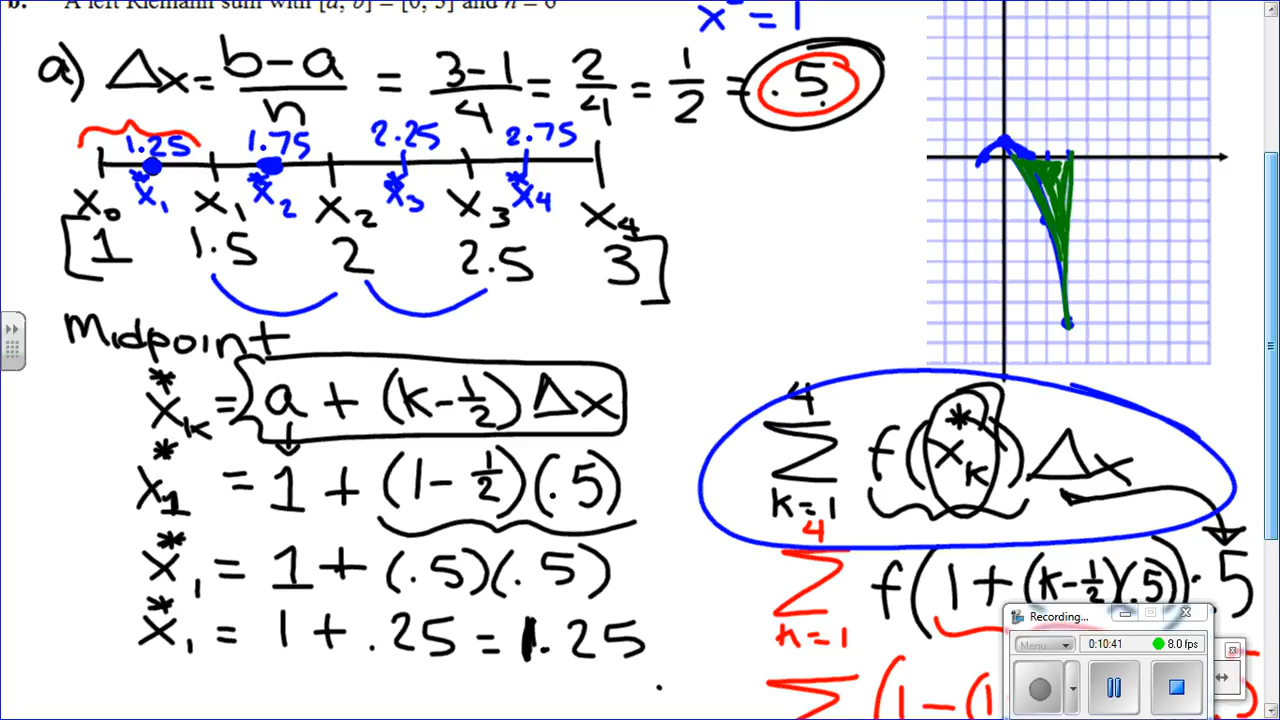 b. A left Riemann sum with [a, b] = [0, 3] and n = 6
x² = 1
a) Δx = (b-a)/n = (3-1)/4 = 2/4 = 1/2 = .5
1.25 1.75 2.25 2.75
x₀ x₁* x₁ x₂* x₂ x₃* x₃ x₄* x₄
[1 1.5 2 2.5 3]
Midpoint
x*ₖ = a + (k-1/2) Δx
x*₁ = 1 + (1-1/2)(.5)
x*₁ = 1 + (.5)(.5)
x*₁ = 1 + .25 = 1.25
4 Σ k=1 f(x*ₖ) Δx
4 Σ k=1 f(1+(k-1/2)(.5))·.5
Σ (1-(1
Recording...
Menu
0:10:41
8.0 fps